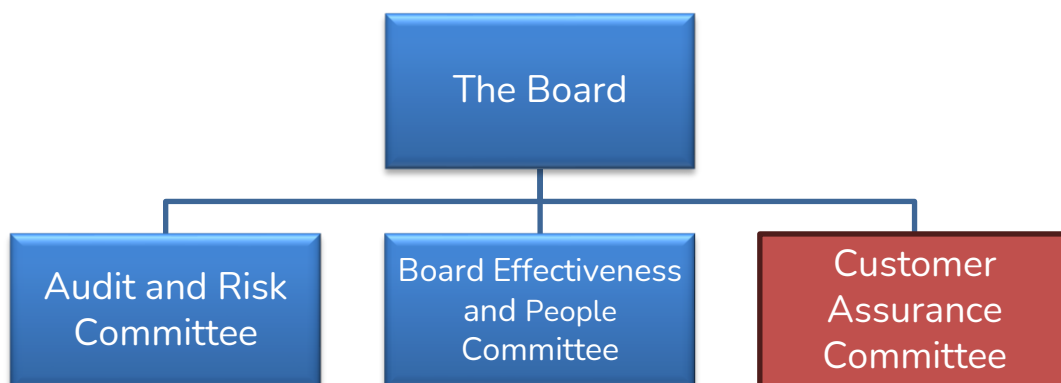 The Board
Audit and Risk
Committee
Board Effectiveness
and People
Committee
Customer
Assurance
Committee